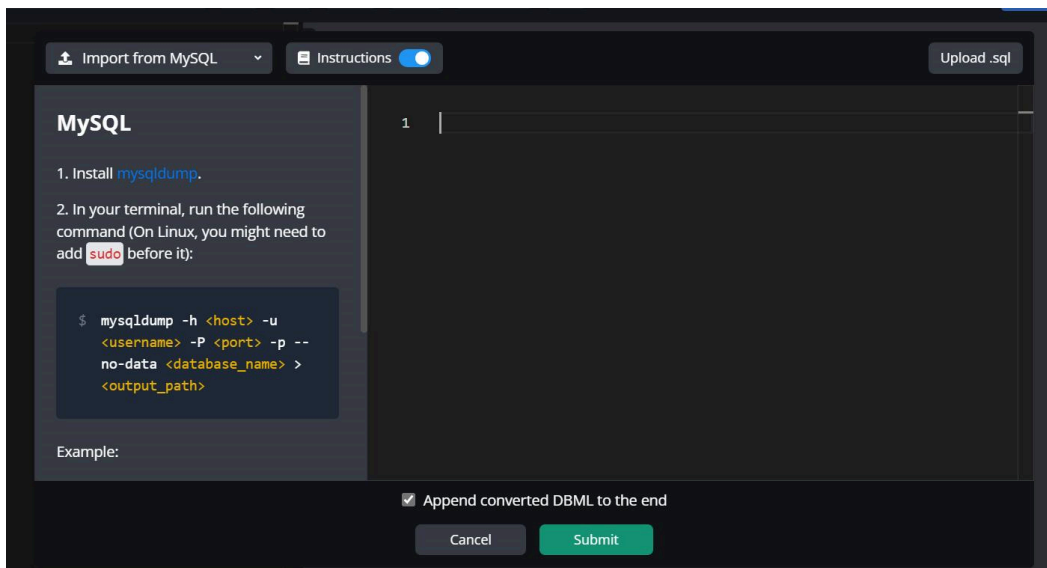 Import from MySQL
Instructions
Upload .sql
MySQL
1. Install mysqldump.
2. In your terminal, run the following
command (On Linux, you might need to
add sudo before it):
$ mysqldump -h <host> -u
<username> -P <port> -p --
no-data <database_name> >
<output_path>
Example:
1
Append converted DBML to the end
Cancel
Submit